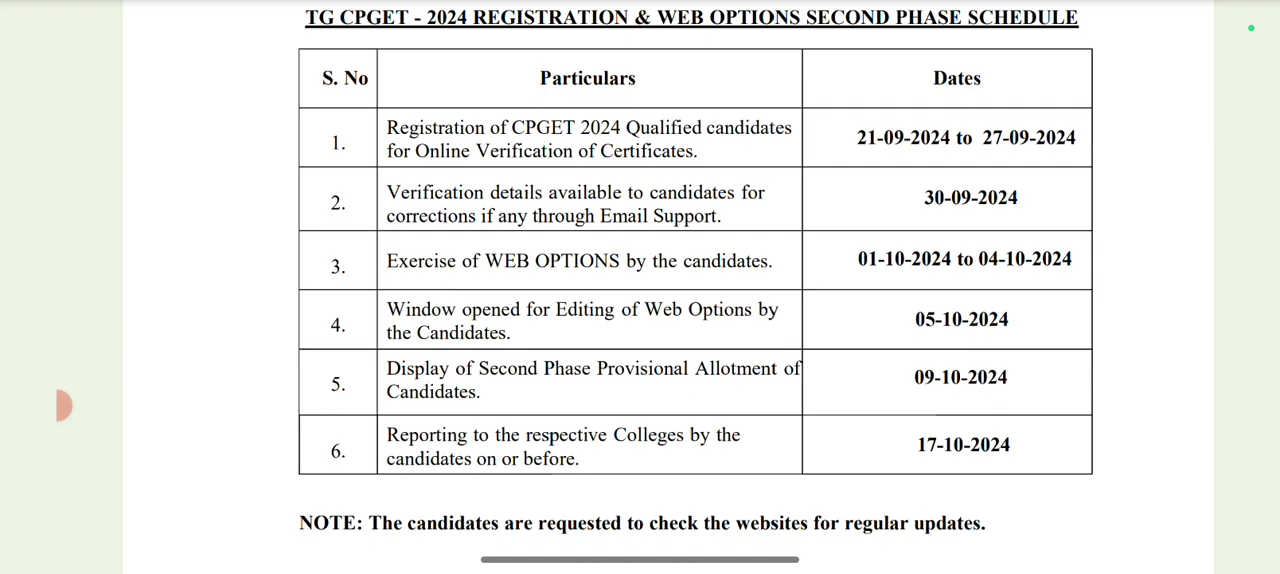 TG CPGET - 2024 REGISTRATION & WEB OPTIONS SECOND PHASE SCHEDULE
S. No Particulars Dates
1. Registration of CPGET 2024 Qualified candidates
for Online Verification of Certificates. 21-09-2024 to 27-09-2024
2. Verification details available to candidates for
corrections if any through Email Support. 30-09-2024
3. Exercise of WEB OPTIONS by the candidates. 01-10-2024 to 04-10-2024
4. Window opened for Editing of Web Options by
the Candidates. 05-10-2024
5. Display of Second Phase Provisional Allotment of
Candidates. 09-10-2024
6. Reporting to the respective Colleges by the
candidates on or before. 17-10-2024
NOTE: The candidates are requested to check the websites for regular updates.